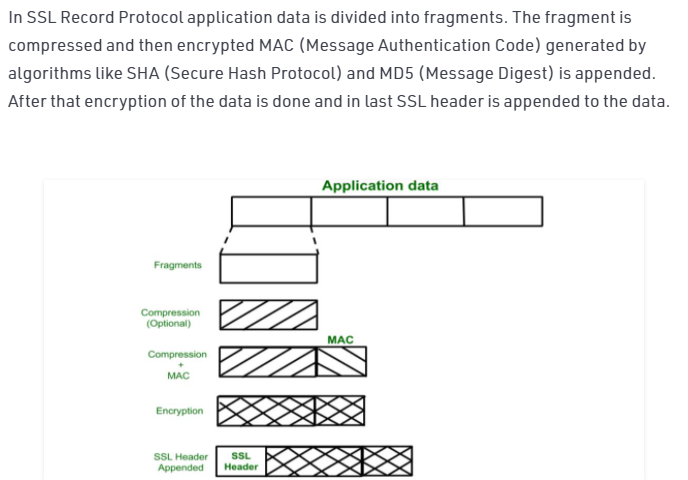 In SSL Record Protocol application data is divided into fragments. The fragment is
compressed and then encrypted MAC (Message Authentication Code) generated by
algorithms like SHA (Secure Hash Protocol) and MD5 (Message Digest) is appended.
After that encryption of the data is done and in last SSL header is appended to the data.
Application data
Fragments
Compression
(Optional)
MAC
Compression
+
MAC
Encryption
SSL Header
Appended
SSL
Header